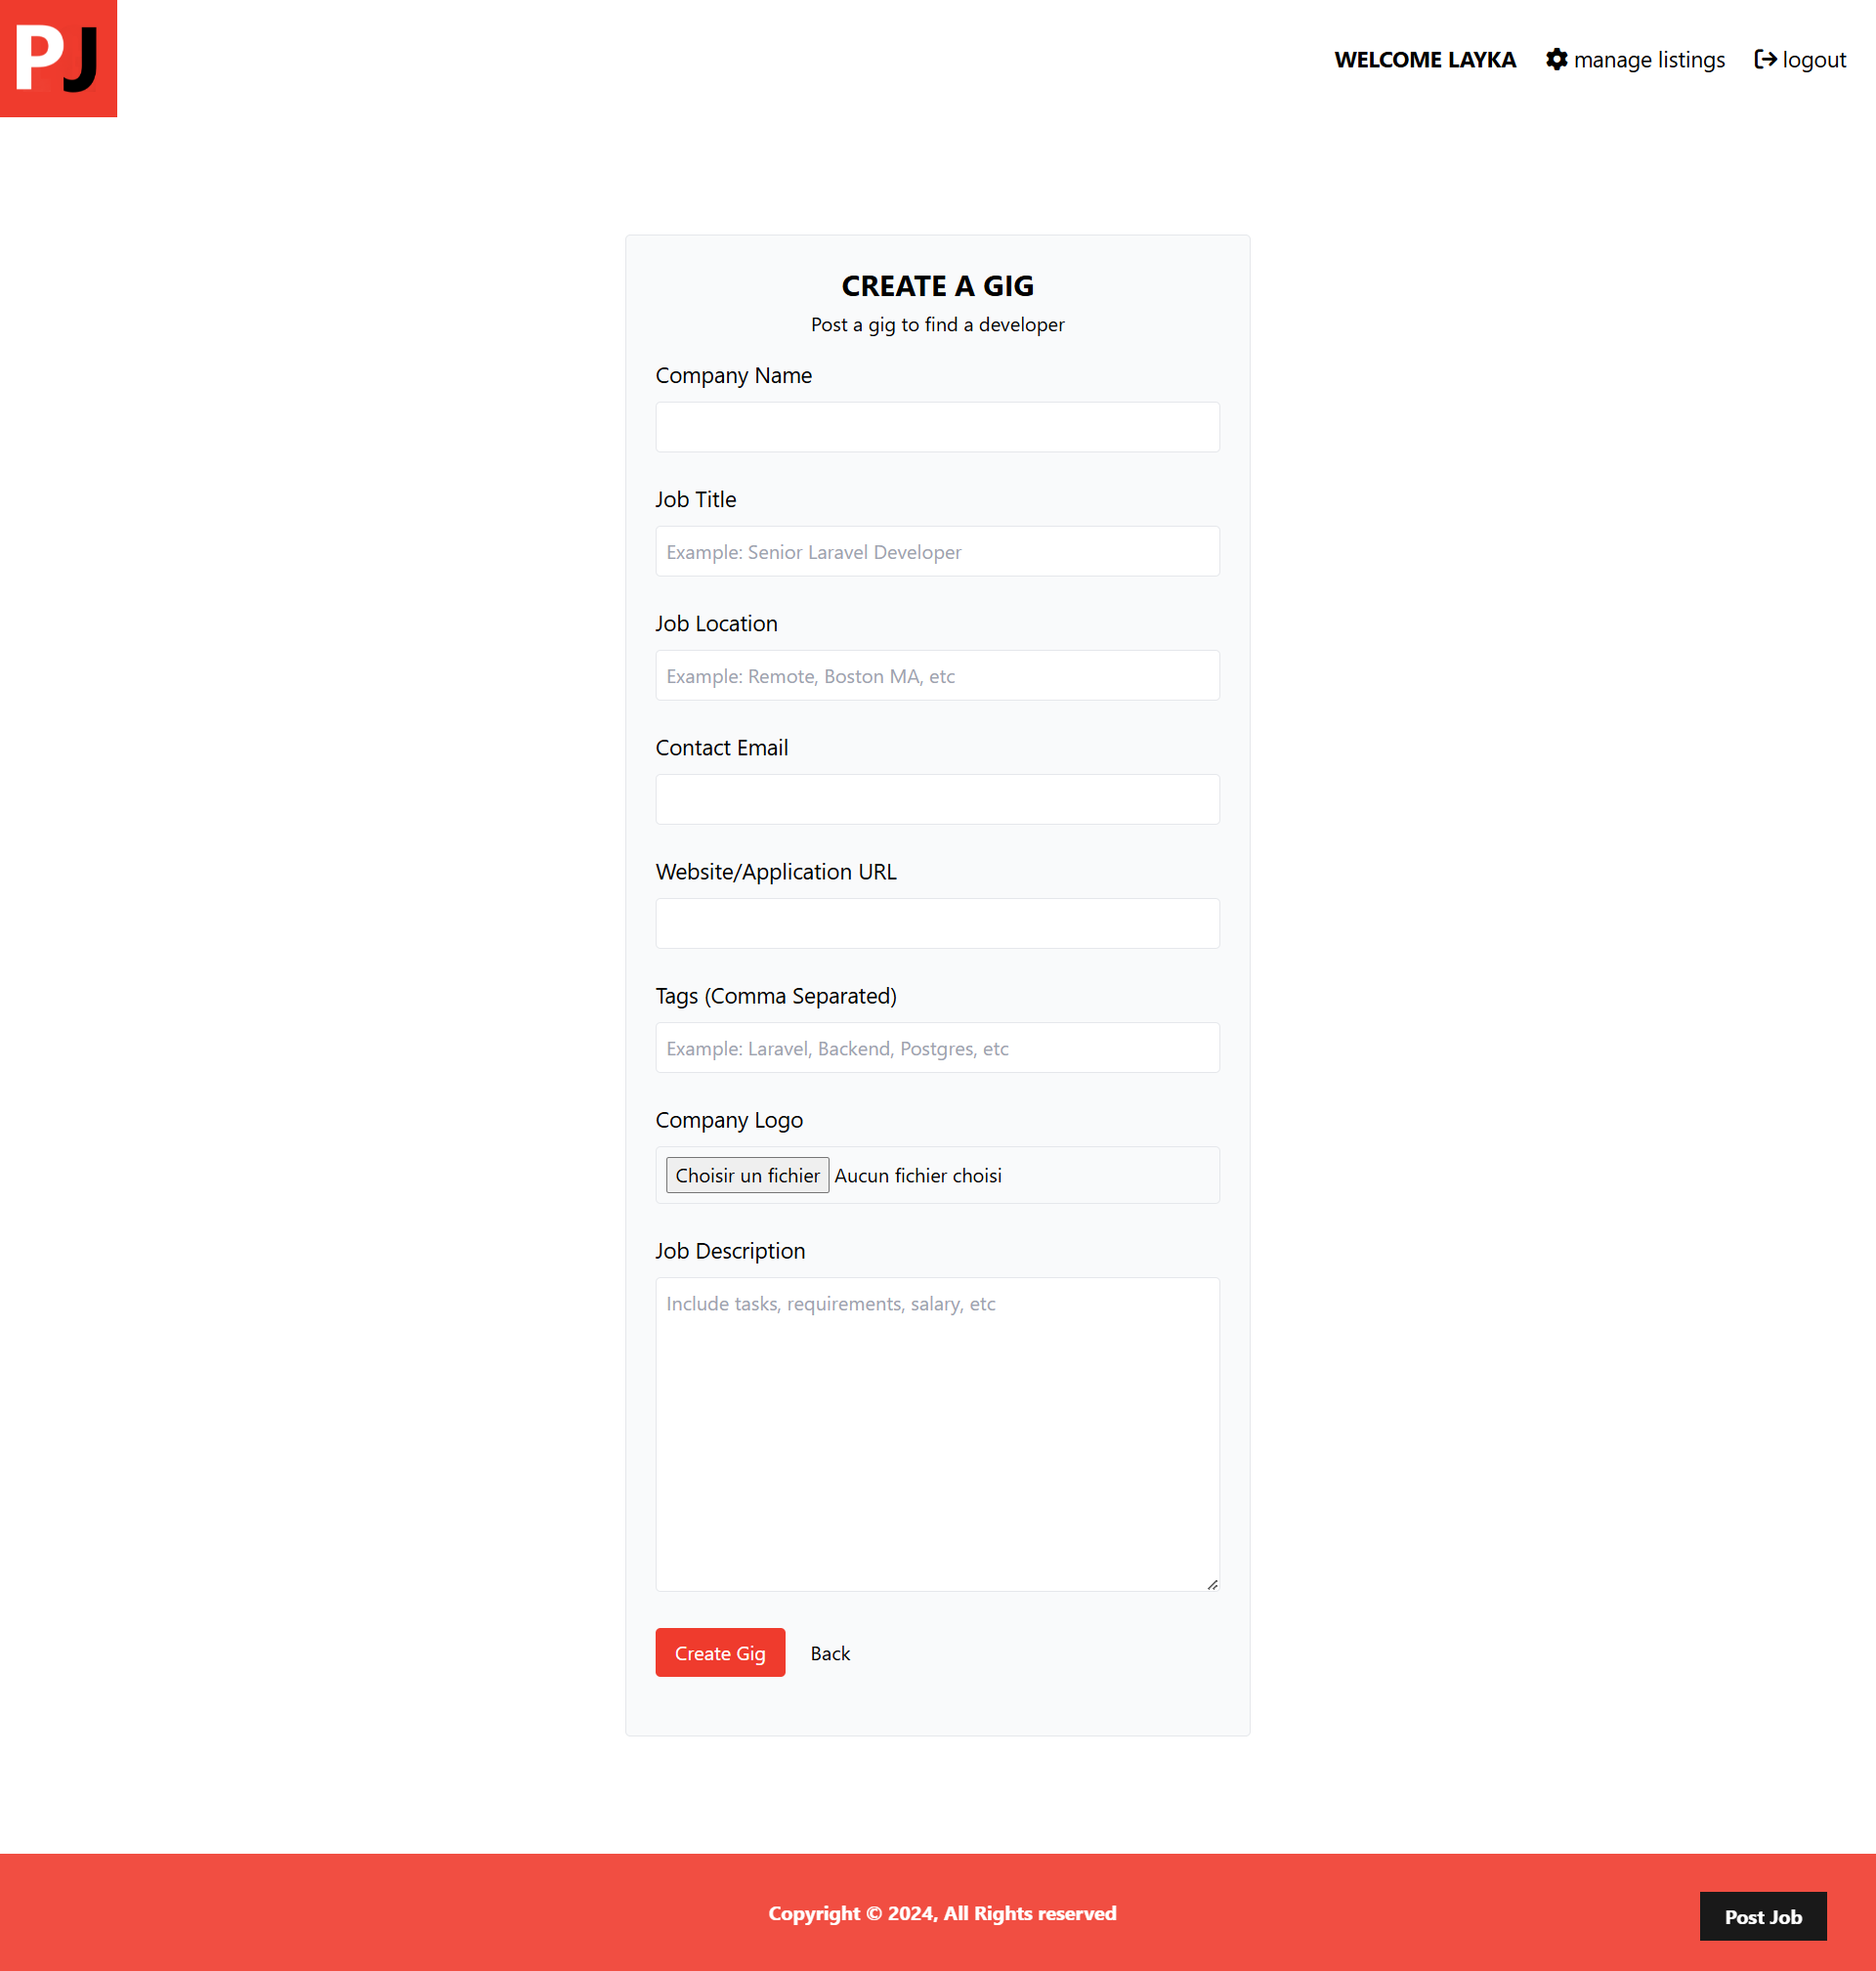 PJ
WELCOME LAYKA manage listings logout
CREATE A GIG
Post a gig to find a developer
Company Name
Job Title
Example: Senior Laravel Developer
Job Location
Example: Remote, Boston MA, etc
Contact Email
Website/Application URL
Tags (Comma Separated)
Example: Laravel, Backend, Postgres, etc
Company Logo
Choisir un fichier Aucun fichier choisi
Job Description
Include tasks, requirements, salary, etc
Create Gig Back
Copyright © 2024, All Rights reserved
Post Job